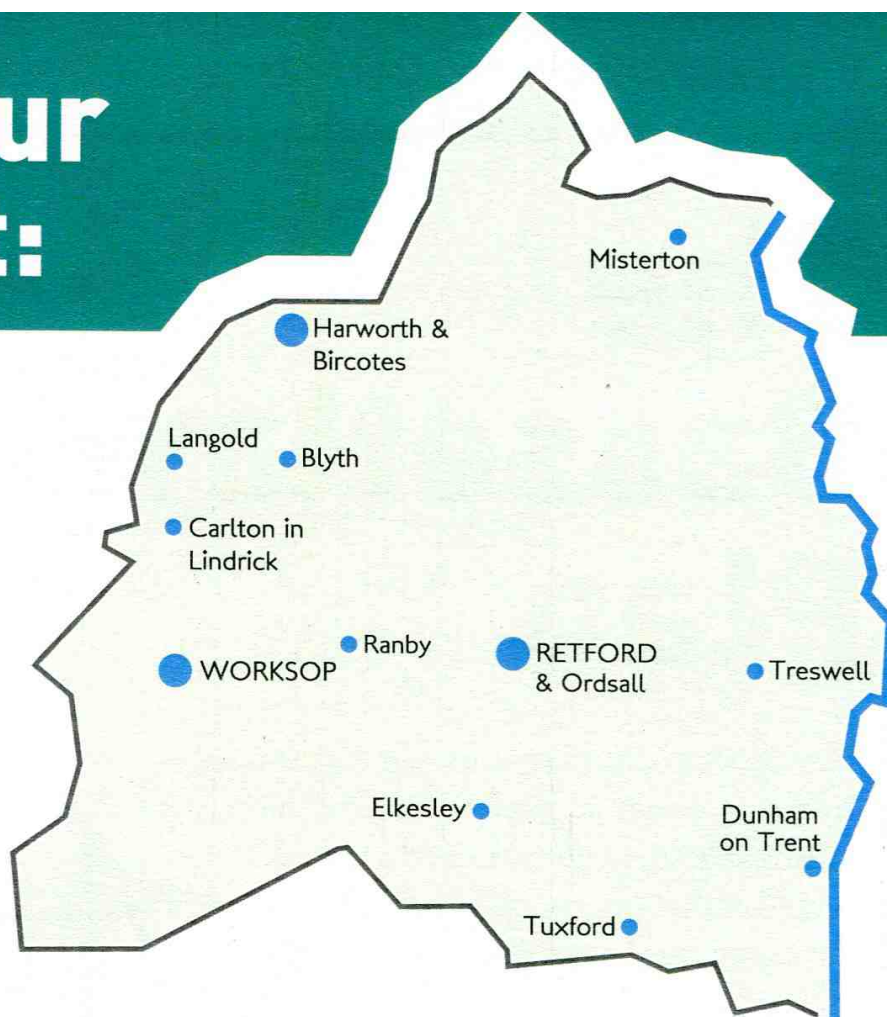 ur
:
Misterton
Harworth &
Bircotes
Langold
Blyth
Carlton in
Lindrick
Ranby
WORKSOP
RETFORD
& Ordsall
Treswell
Elkesley
Dunham
on Trent
Tuxford